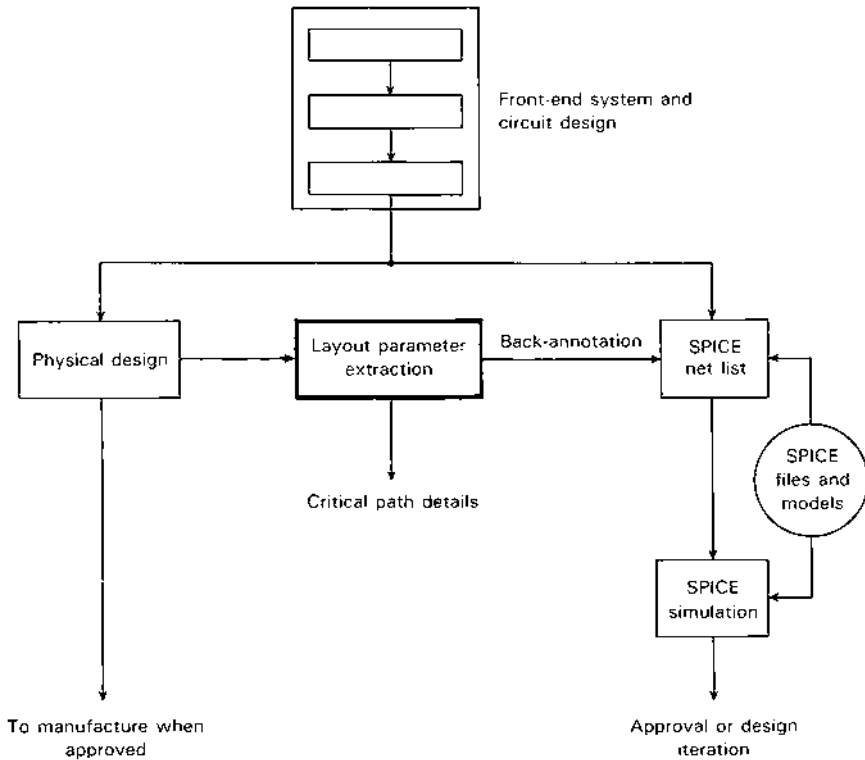 Front-end system and
circuit design
Physical design
Layout parameter
extraction
Back-annotation
SPICE
net list
SPICE
files and
models
Critical path details
SPICE
simulation
To manufacture when
approved
Approval or design
iteration